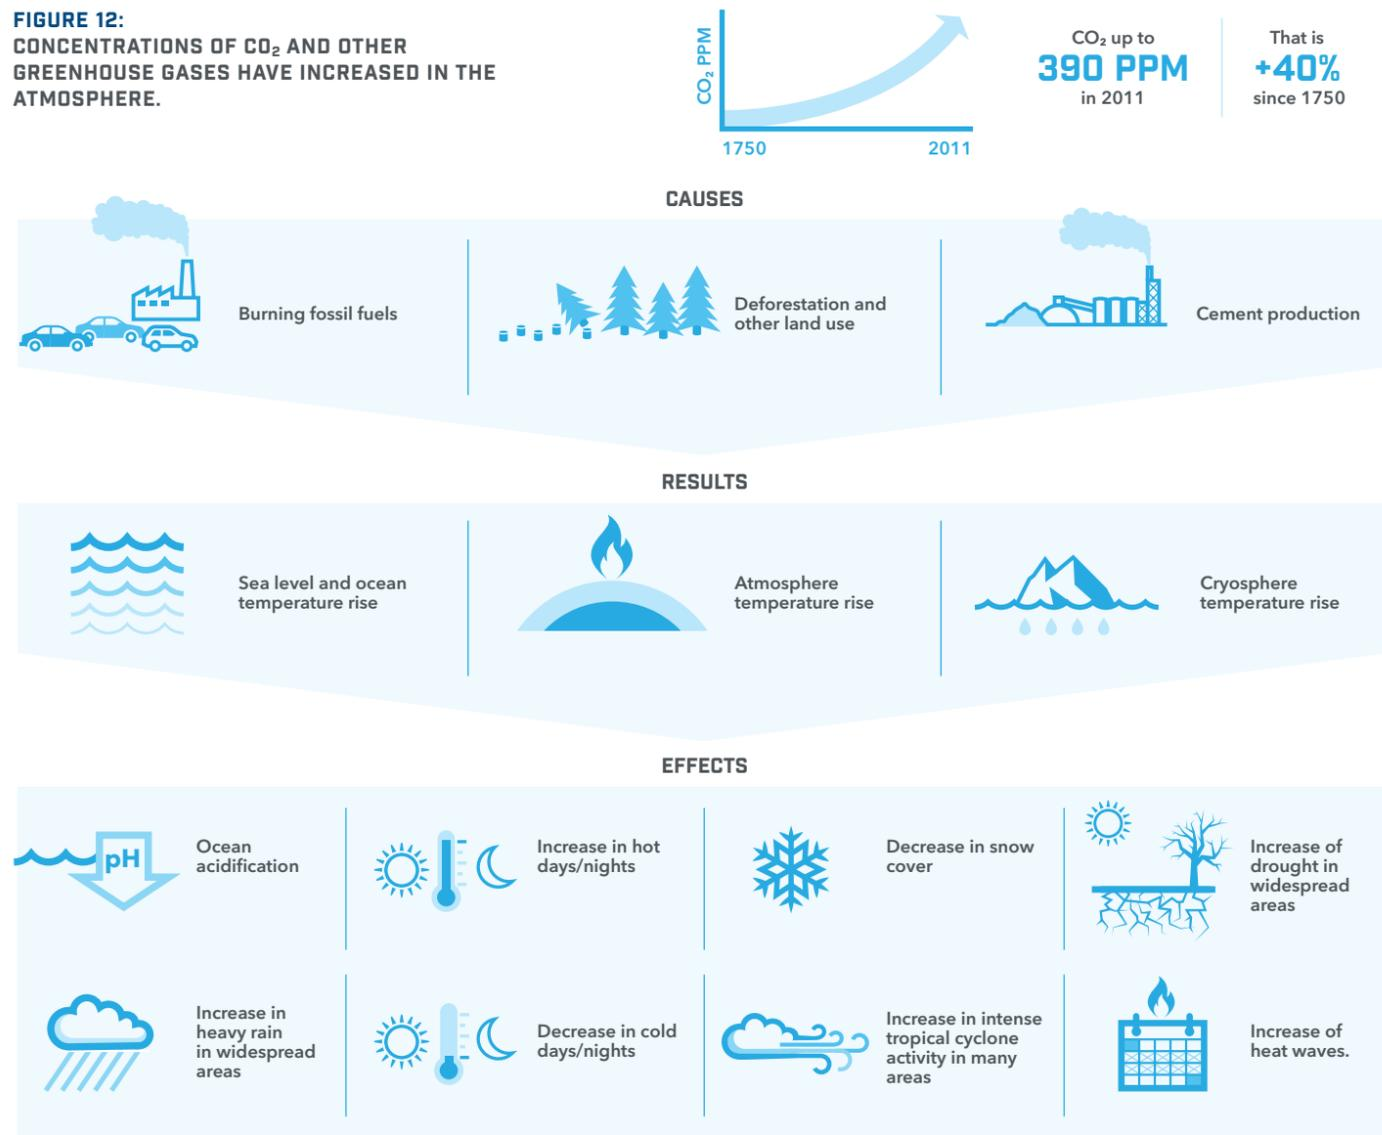 FIGURE 12:
CONCENTRATIONS OF CO₂ AND OTHER
GREENHOUSE GASES HAVE INCREASED IN THE
ATMOSPHERE.
CO₂ PPM
1750
2011
CO₂ up to
390 PPM
in 2011
That is
+40%
since 1750
CAUSES
Burning fossil fuels
Deforestation and
other land use
Cement production
RESULTS
Sea level and ocean
temperature rise
Atmosphere
temperature rise
Cryosphere
temperature rise
EFFECTS
pH
Ocean
acidification
Increase in hot
days/nights
Decrease in snow
cover
Increase of
drought in
widespread
areas
Increase in
heavy rain
in widespread
areas
Decrease in cold
days/nights
Increase in intense
tropical cyclone
activity in many
areas
Increase of
heat waves.